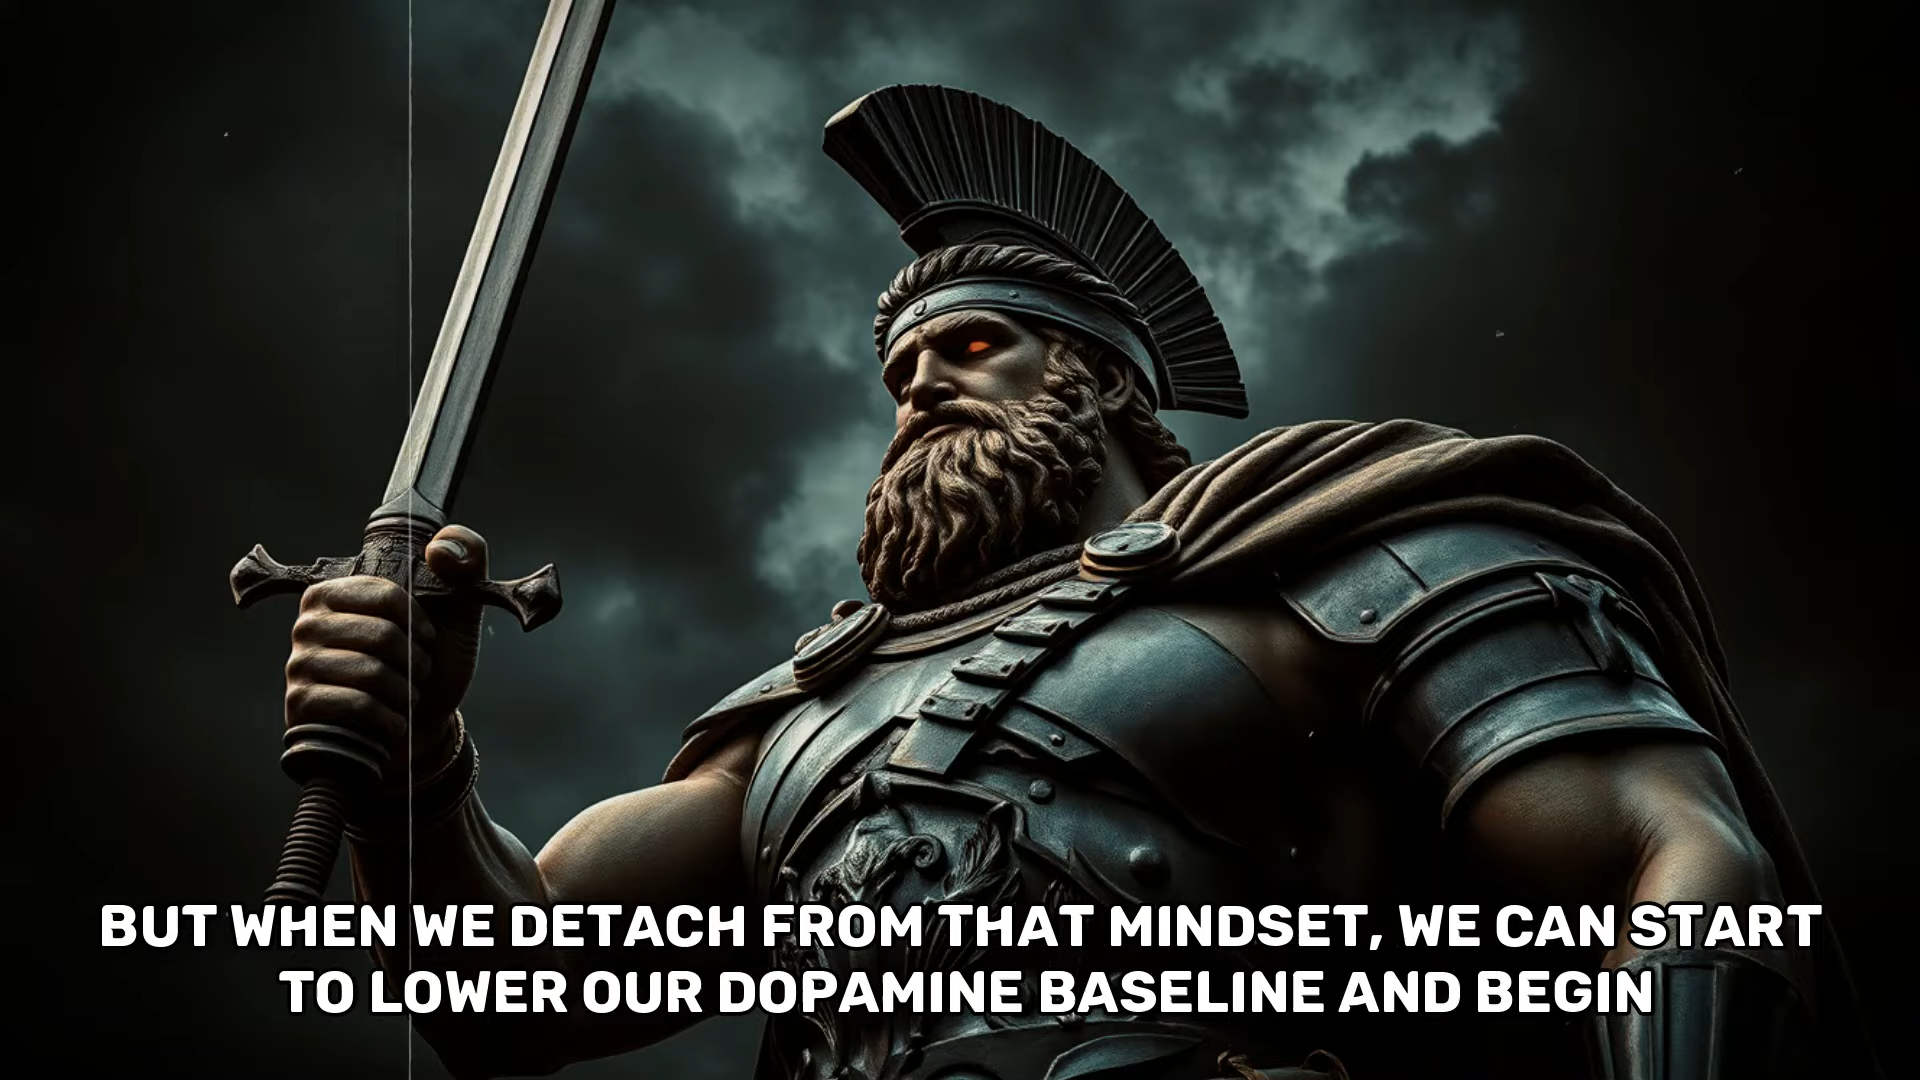 BUT WHEN WE DETACH FROM THAT MINDSET, WE CAN START
TO LOWER OUR DOPAMINE BASELINE AND BEGIN